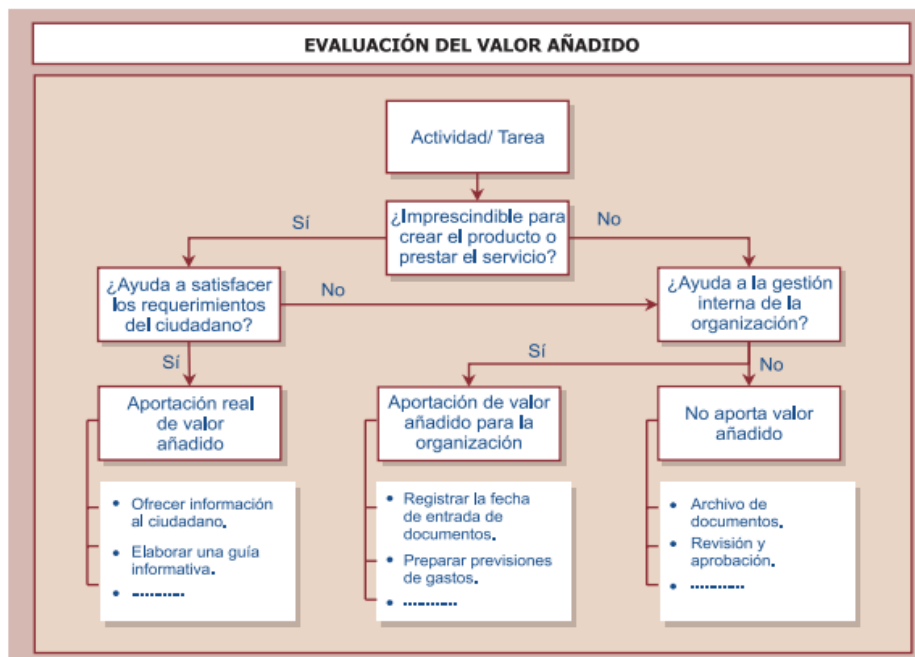 EVALUACIÓN DEL VALOR AÑADIDO
Actividad/ Tarea
¿Imprescindible para
crear el producto o
prestar el servicio?
Sí
No
¿Ayuda a satisfacer
los requerimientos
del ciudadano?
No
¿Ayuda a la gestión
interna de la
organización?
Sí
Sí
No
Aportación real
de valor
añadido
Aportación de valor
añadido para la
organización
No aporta valor
añadido
• Ofrecer información
al ciudadano.
• Elaborar una guía
informativa.
• ...........
• Registrar la fecha
de entrada de
documentos.
• Preparar previsiones
de gastos.
• ...........
• Archivo de
documentos.
• Revisión y
aprobación.
• ...........